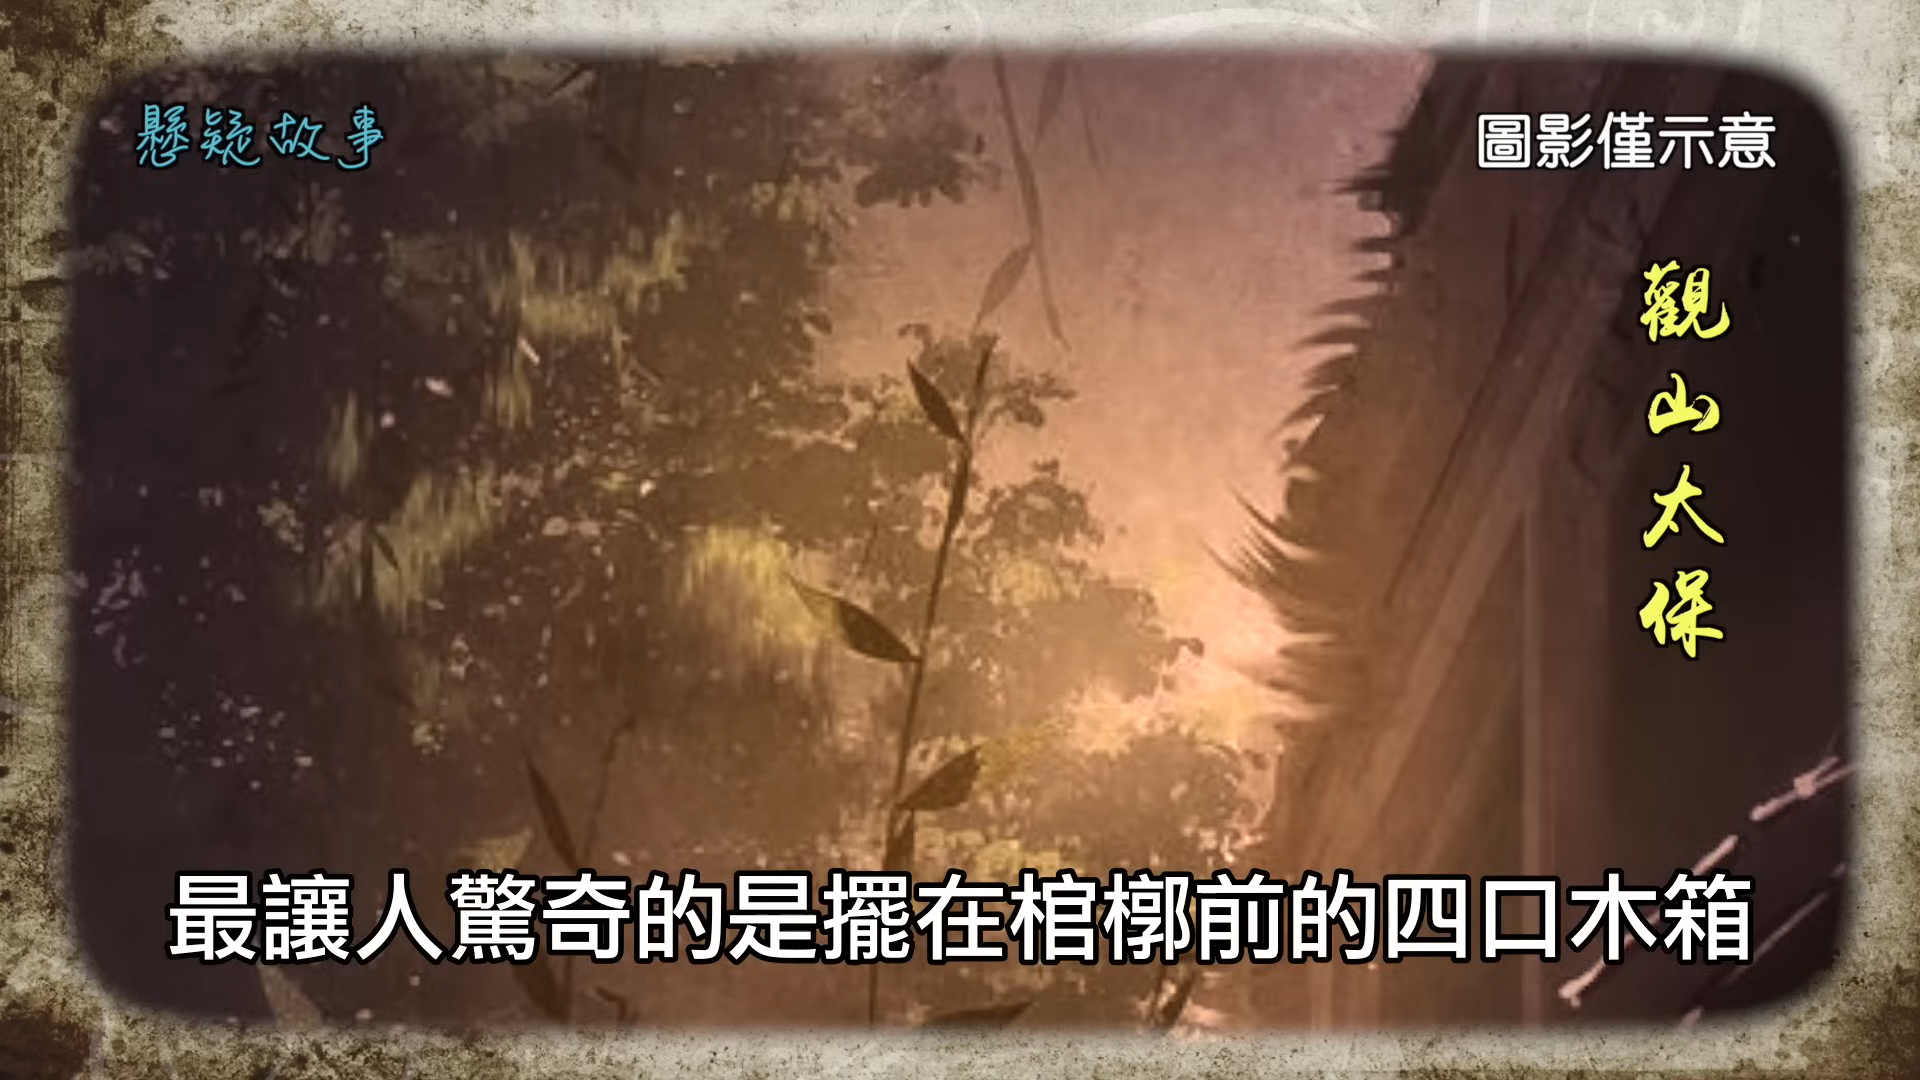 懸疑故事
圖影僅示意
觀山太保
最讓人驚奇的是擺在棺槨前的四口木箱